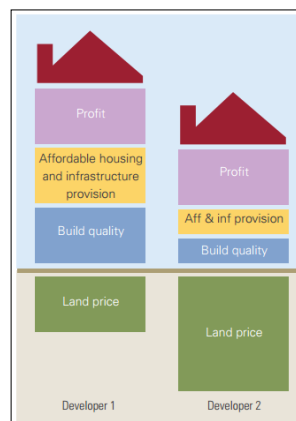 Profit
Affordable housing
and infrastructure
provision
Build quality
Land price
Developer 1
Profit
Aff & inf provision
Build quality
Land price
Developer 2